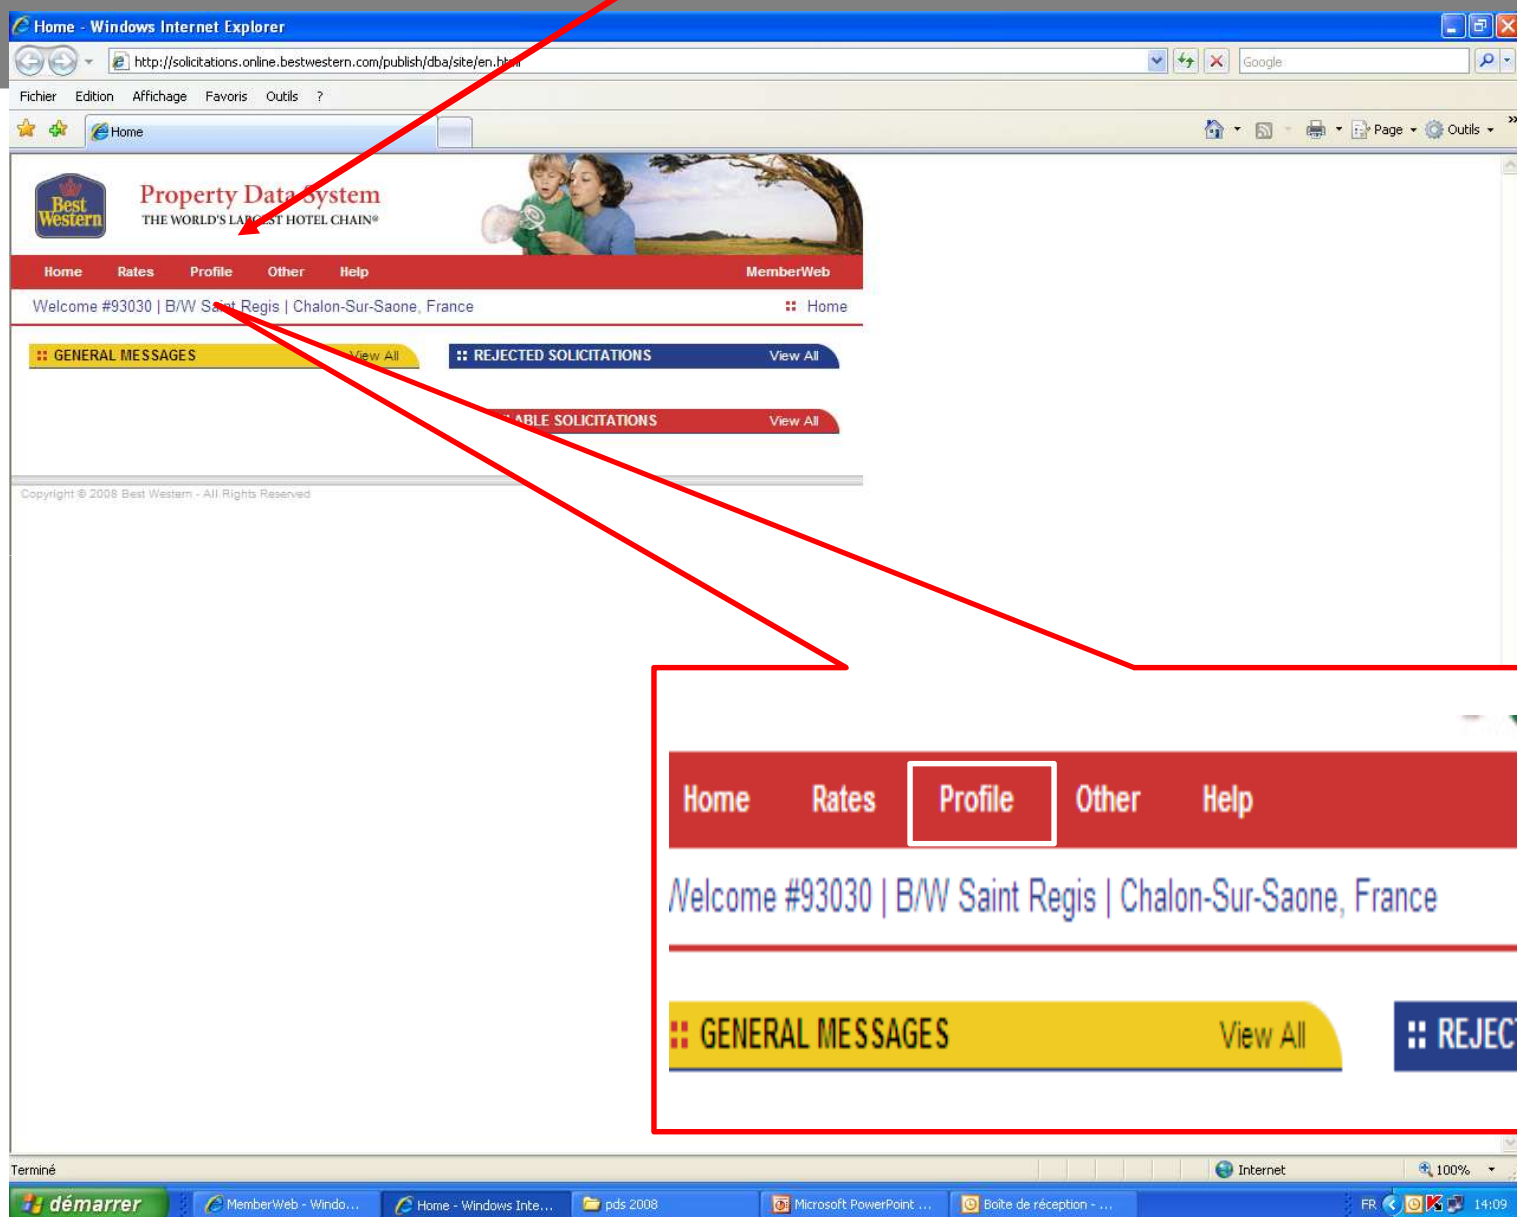 Home - Windows Internet Explorer
http://solicitations.online.bestwestern.com/publish/dba/site/en.html
Google
Fichier Edition Affichage Favoris Outils ?
Home
Page Outils »
Best Western
Property Data System
THE WORLD'S LARGEST HOTEL CHAIN®
Home Rates Profile Other Help MemberWeb
Welcome #93030 | B/W Saint Regis | Chalon-Sur-Saone, France
Home
GENERAL MESSAGES View All
REJECTED SOLICITATIONS View All
ABLE SOLICITATIONS View All
Copyright © 2008 Best Western - All Rights Reserved
Home Rates Profile Other Help
Welcome #93030 | B/W Saint Regis | Chalon-Sur-Saone, France
GENERAL MESSAGES View All
REJECT
Terminé
Internet
100%
démarrer
MemberWeb - Windo...
Home - Windows Inte...
pds 2008
Microsoft PowerPoint ...
Boîte de réception - ...
FR
14:09